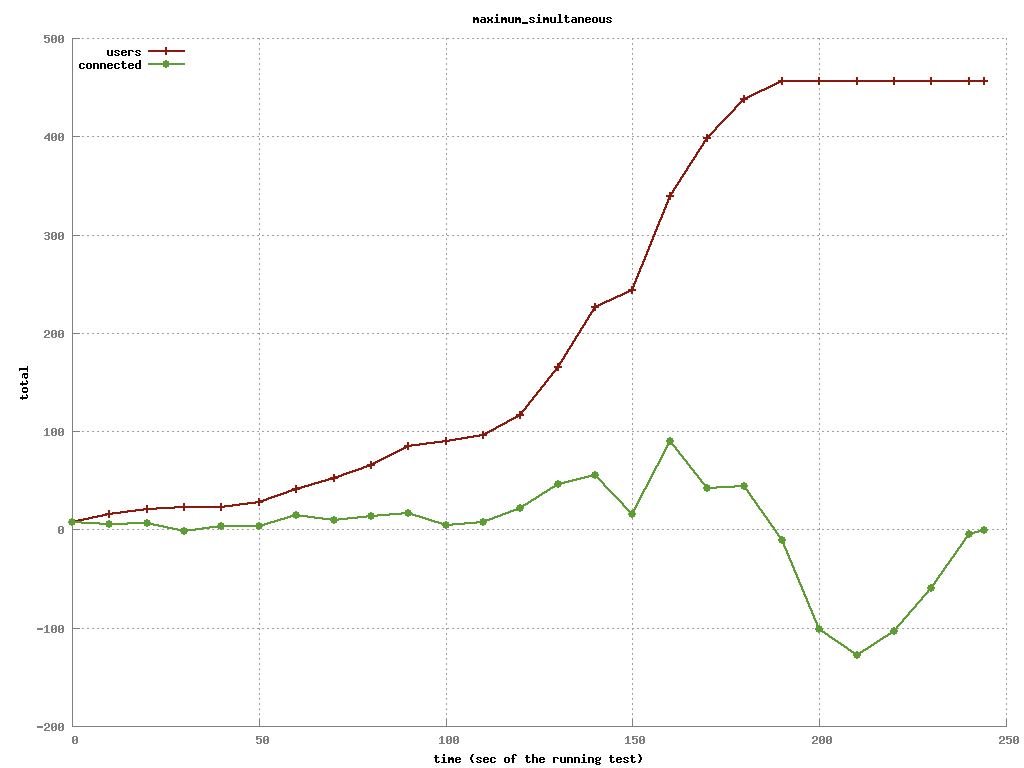 maximum_simultaneous
500
users
connected
400
300
200
total
100
0
-100
-200
0 50 100 150 200 250
time (sec of the running test)